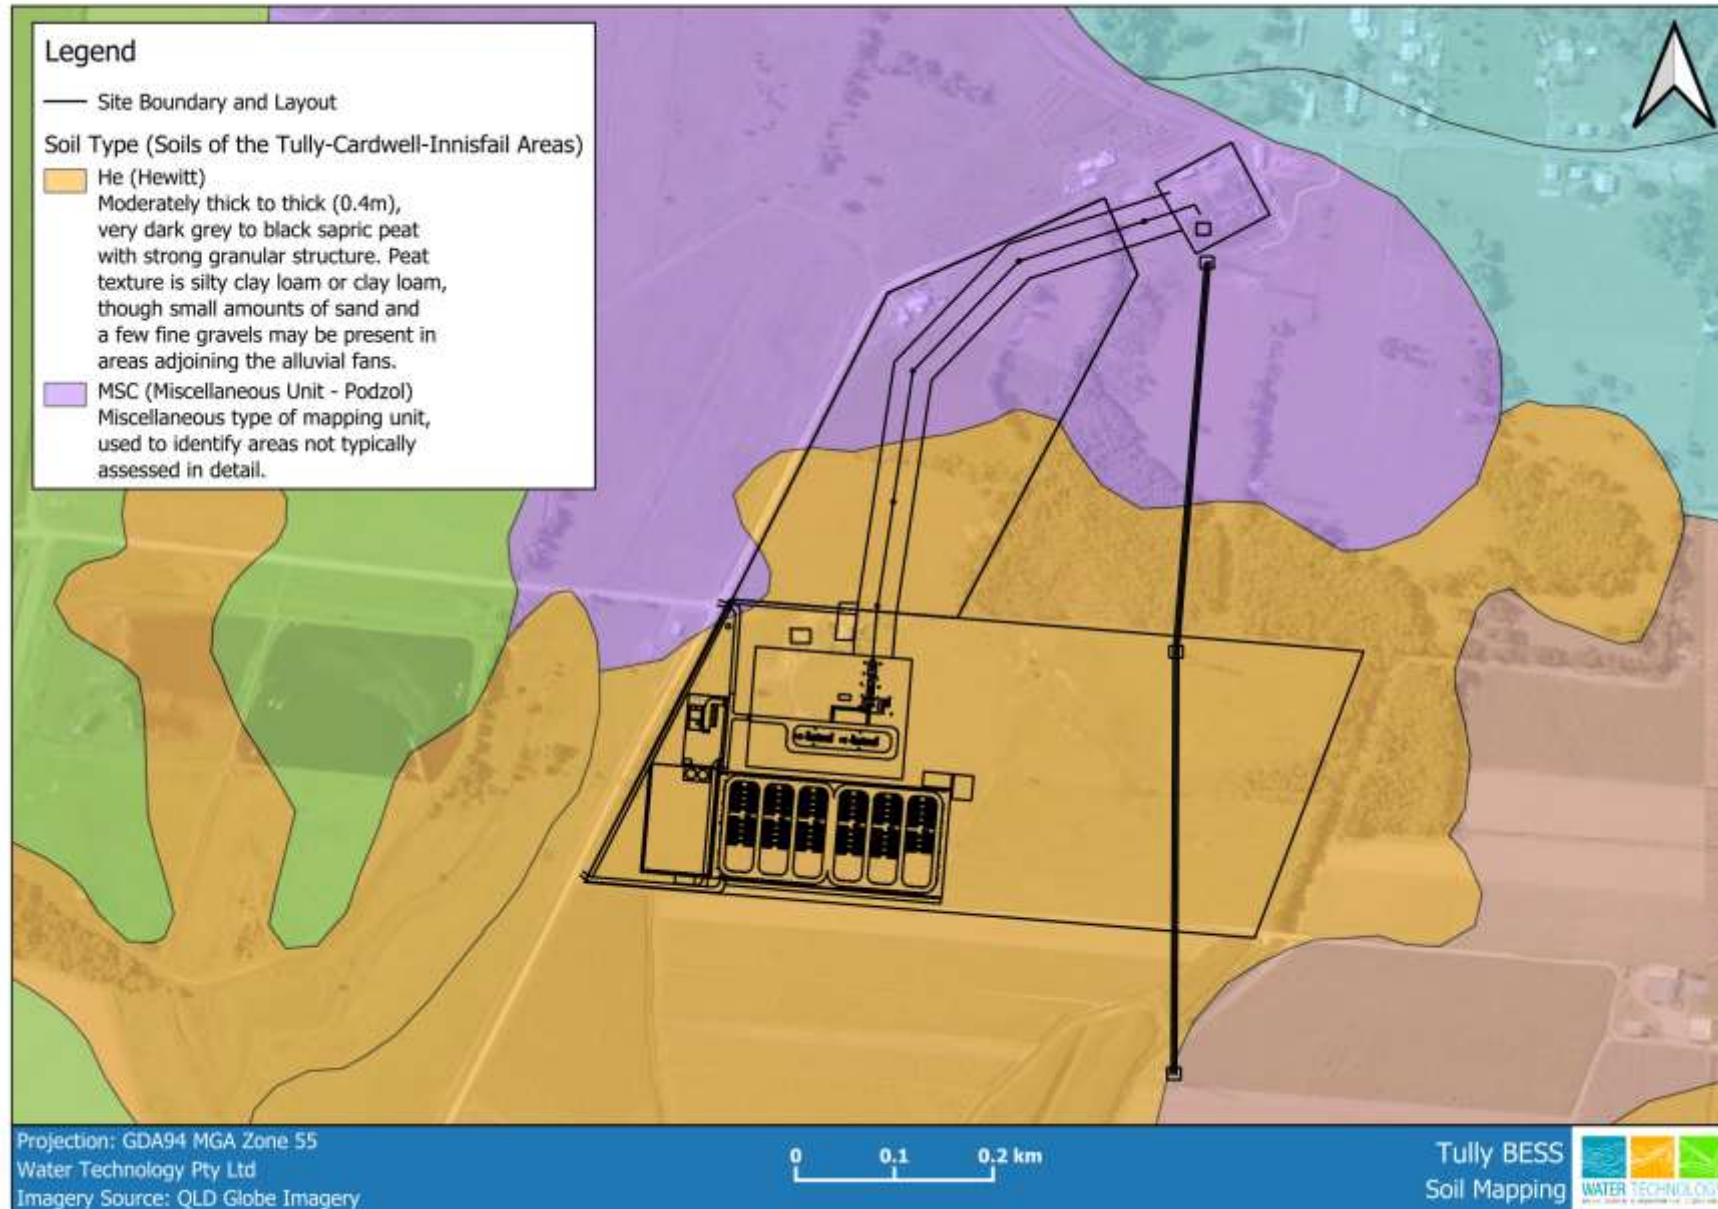 Legend
Site Boundary and Layout
Soil Type (Soils of the Tully-Cardwell-Innisfail Areas)
He (Hewitt)
Moderately thick to thick (0.4m),
very dark grey to black sapric peat
with strong granular structure. Peat
texture is silty clay loam or clay loam,
though small amounts of sand and
a few fine gravels may be present in
areas adjoining the alluvial fans.
MSC (Miscellaneous Unit - Podzol)
Miscellaneous type of mapping unit,
used to identify areas not typically
assessed in detail.
Projection: GDA94 MGA Zone 55
Water Technology Pty Ltd
Imagery Source: QLD Globe Imagery
0 0.1 0.2 km
Tully BESS
Soil Mapping
WATER TECHNOLOGY